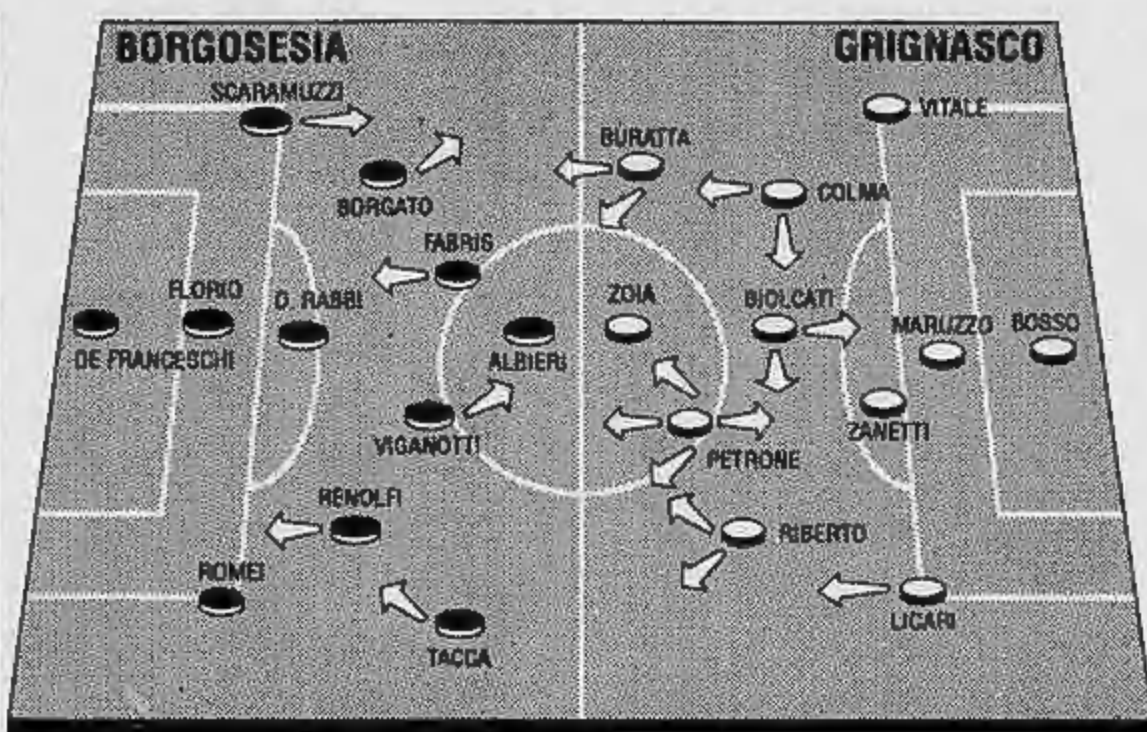 BORGOSESIA
GRIGNASCO
SCARAMUZZI
VITALE
BURATTA
COLMA
BORGATO
FABRIS
FLORIO
D. RABBI
ZOIA
BIOLCATI
MARUZZO
BOSSO
DE FRANCESCHI
ALBIERI
VIGANOTTI
ZANETTI
PETRONE
RENOLFI
RIBERTO
ROMEI
LICARI
TACCA